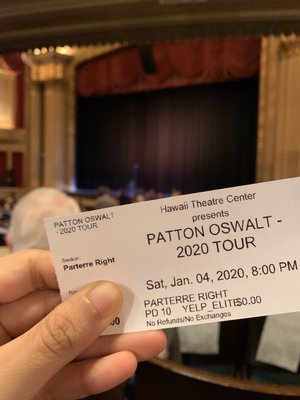 PATTON OSWALT
- 2020 TOUR
Section:
Parterre Right
Hawaii Theatre Center
presents
PATTON OSWALT -
2020 TOUR
Sat, Jan. 04, 2020, 8:00 PM
PARTERRE RIGHT
PD 10 YELP_ELITE $0.00
No Refunds/No Exchanges